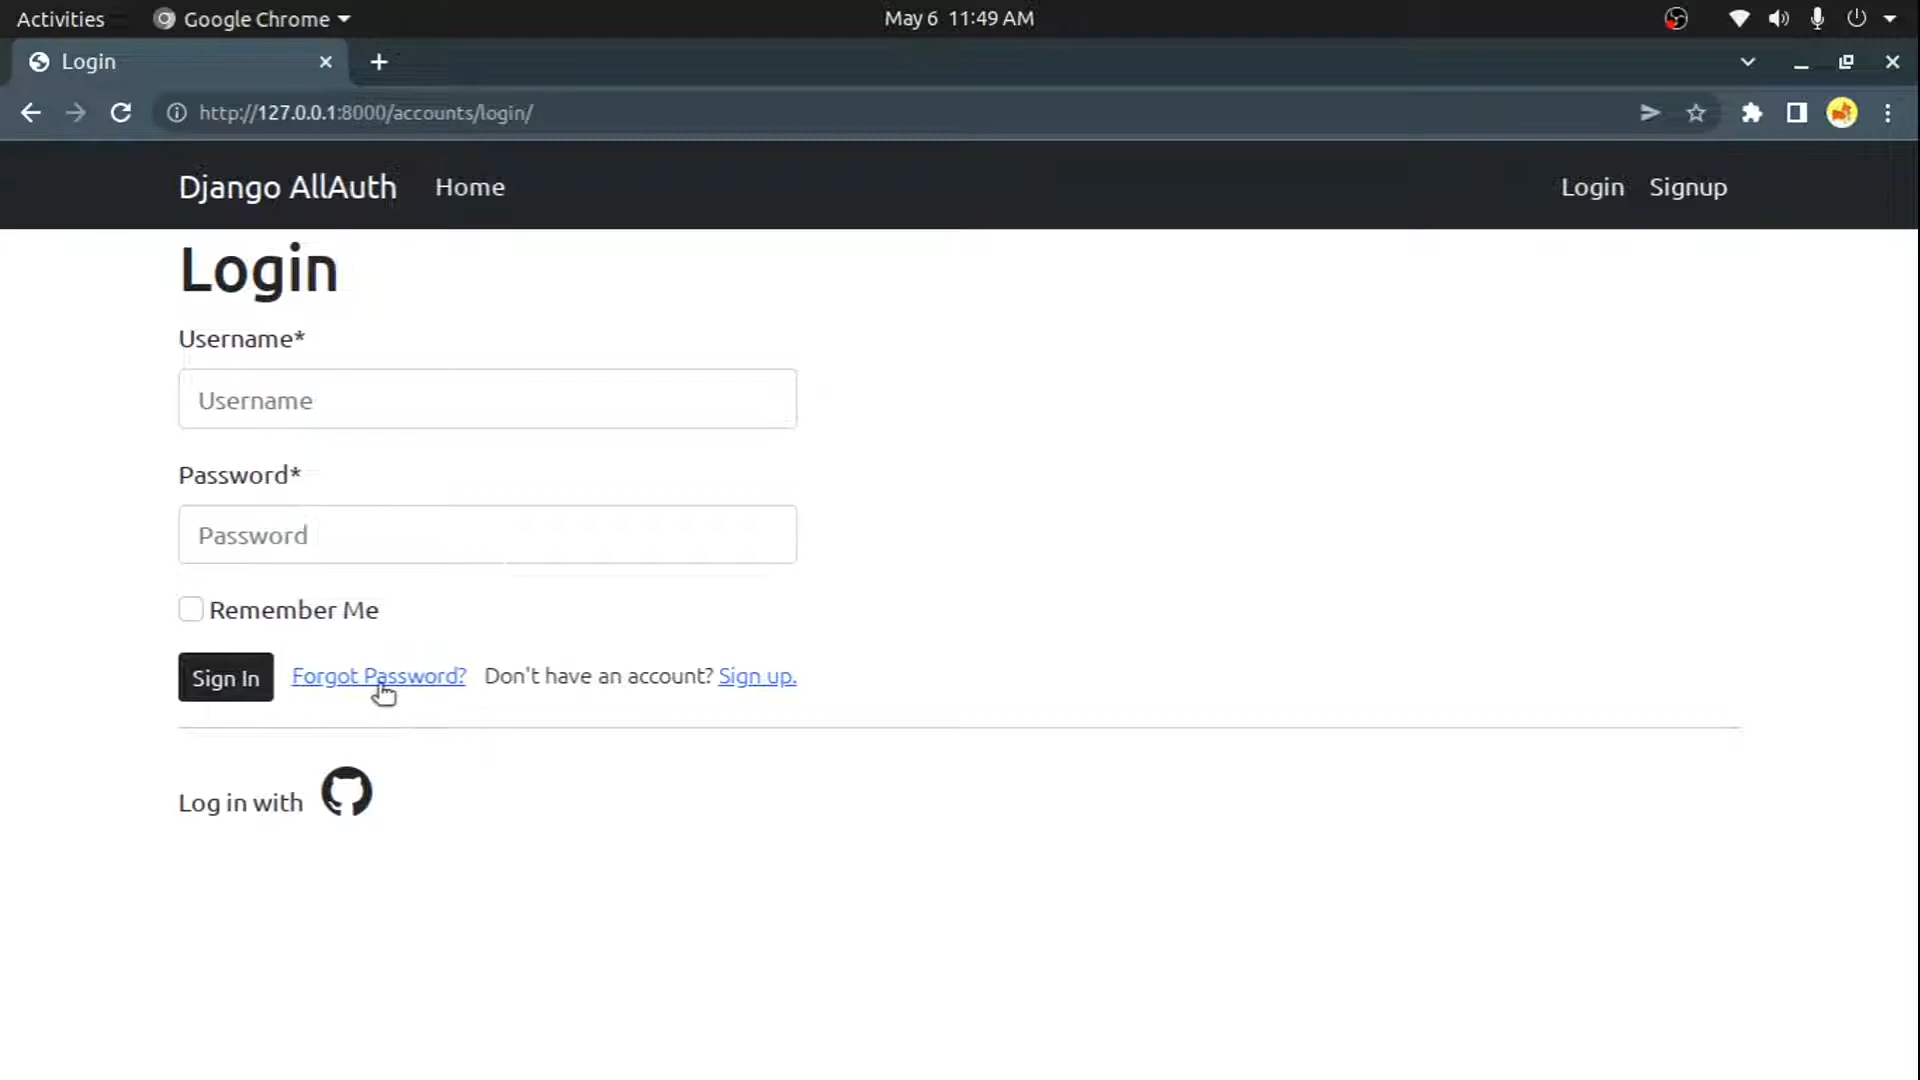 Activities Google Chrome May 6 11:49 AM
Login
http://127.0.0.1:8000/accounts/login/
Django AllAuth Home Login Signup
Login
Username*
Username
Password*
Password
Remember Me
Sign In Forgot Password? Don't have an account? Sign up.
Log in with